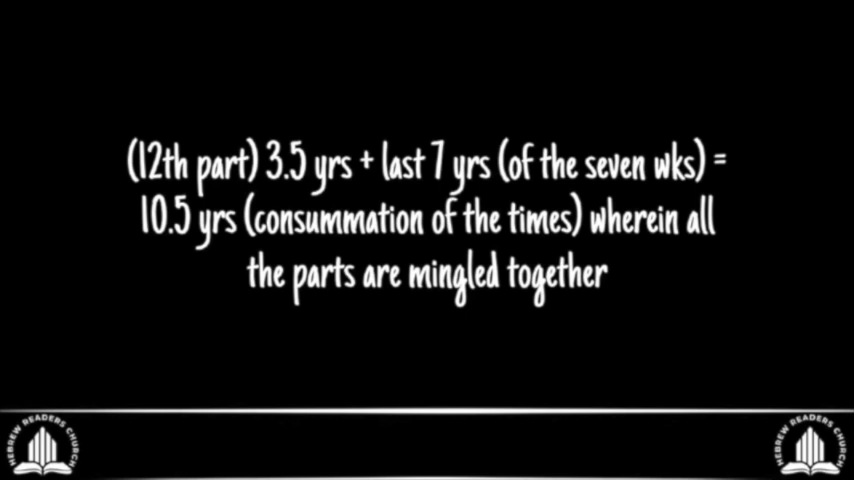 (12th part) 3.5 yrs + last 7 yrs (of the seven wks) =
10.5 yrs (consummation of the times) wherein all
the parts are mingled together
HEBREW READERS CHURCH
HEBREW READERS CHURCH